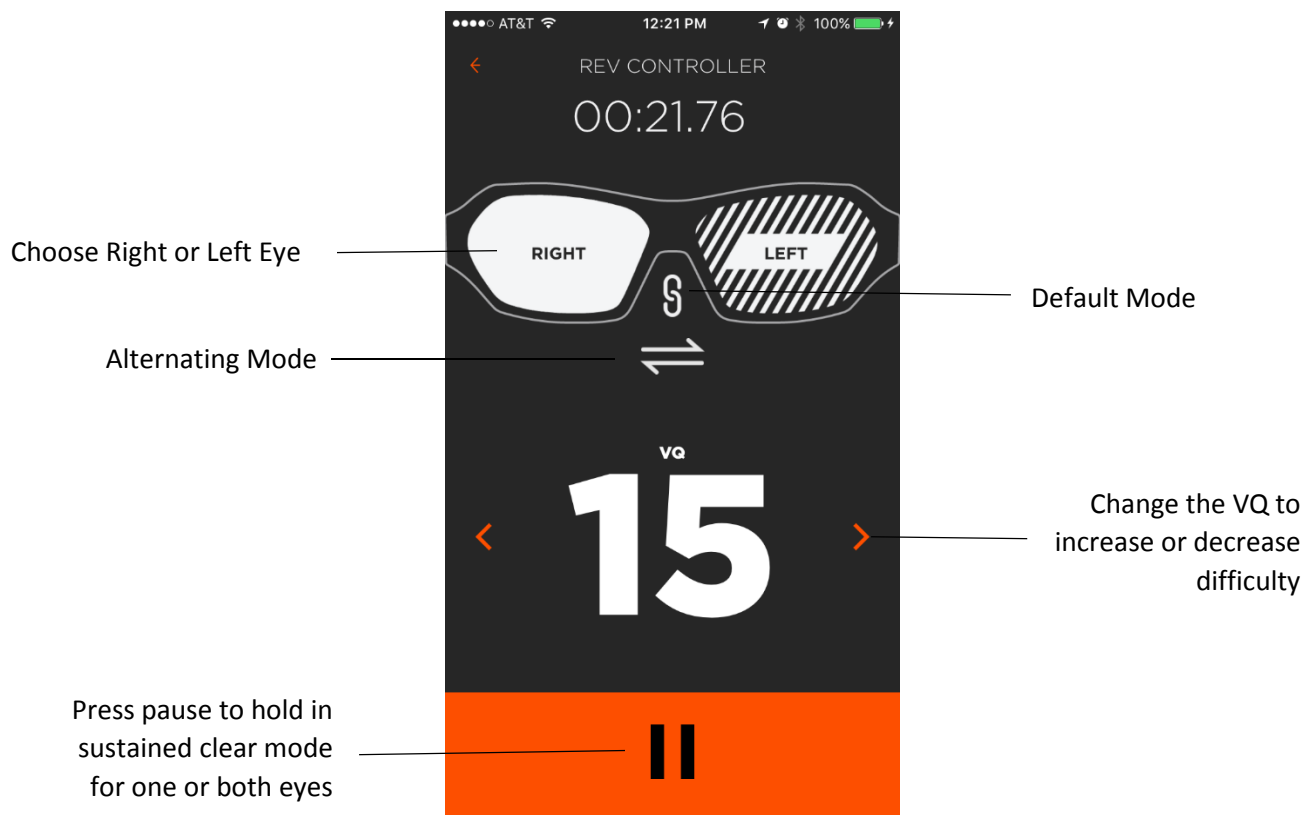 AT&T 12:21 PM 100%
REV CONTROLLER
00:21.76
Choose Right or Left Eye
RIGHT
LEFT
Default Mode
Alternating Mode
VQ
15
Change the VQ to
increase or decrease
difficulty
Press pause to hold in
sustained clear mode
for one or both eyes